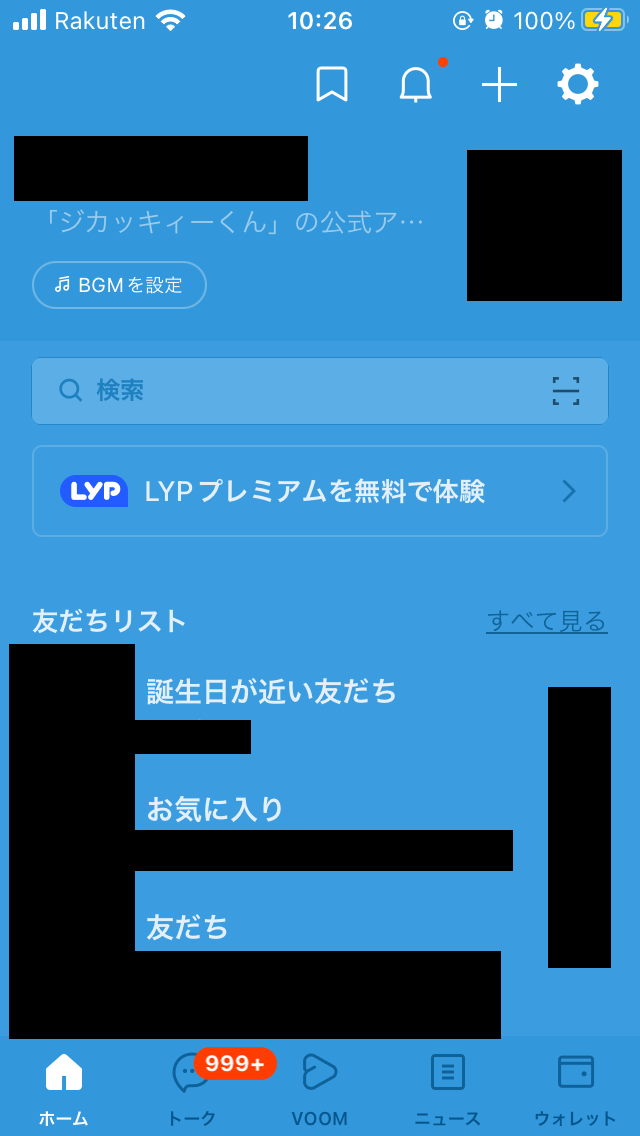 Rakuten 10:26 100%
「ジカッキィーくん」の公式ア…
BGMを設定
検索
LYP LYPプレミアムを無料で体験
友だちリスト すべて見る
誕生日が近い友だち
お気に入り
友だち
999+
ホーム トーク VOOM ニュース ウォレット